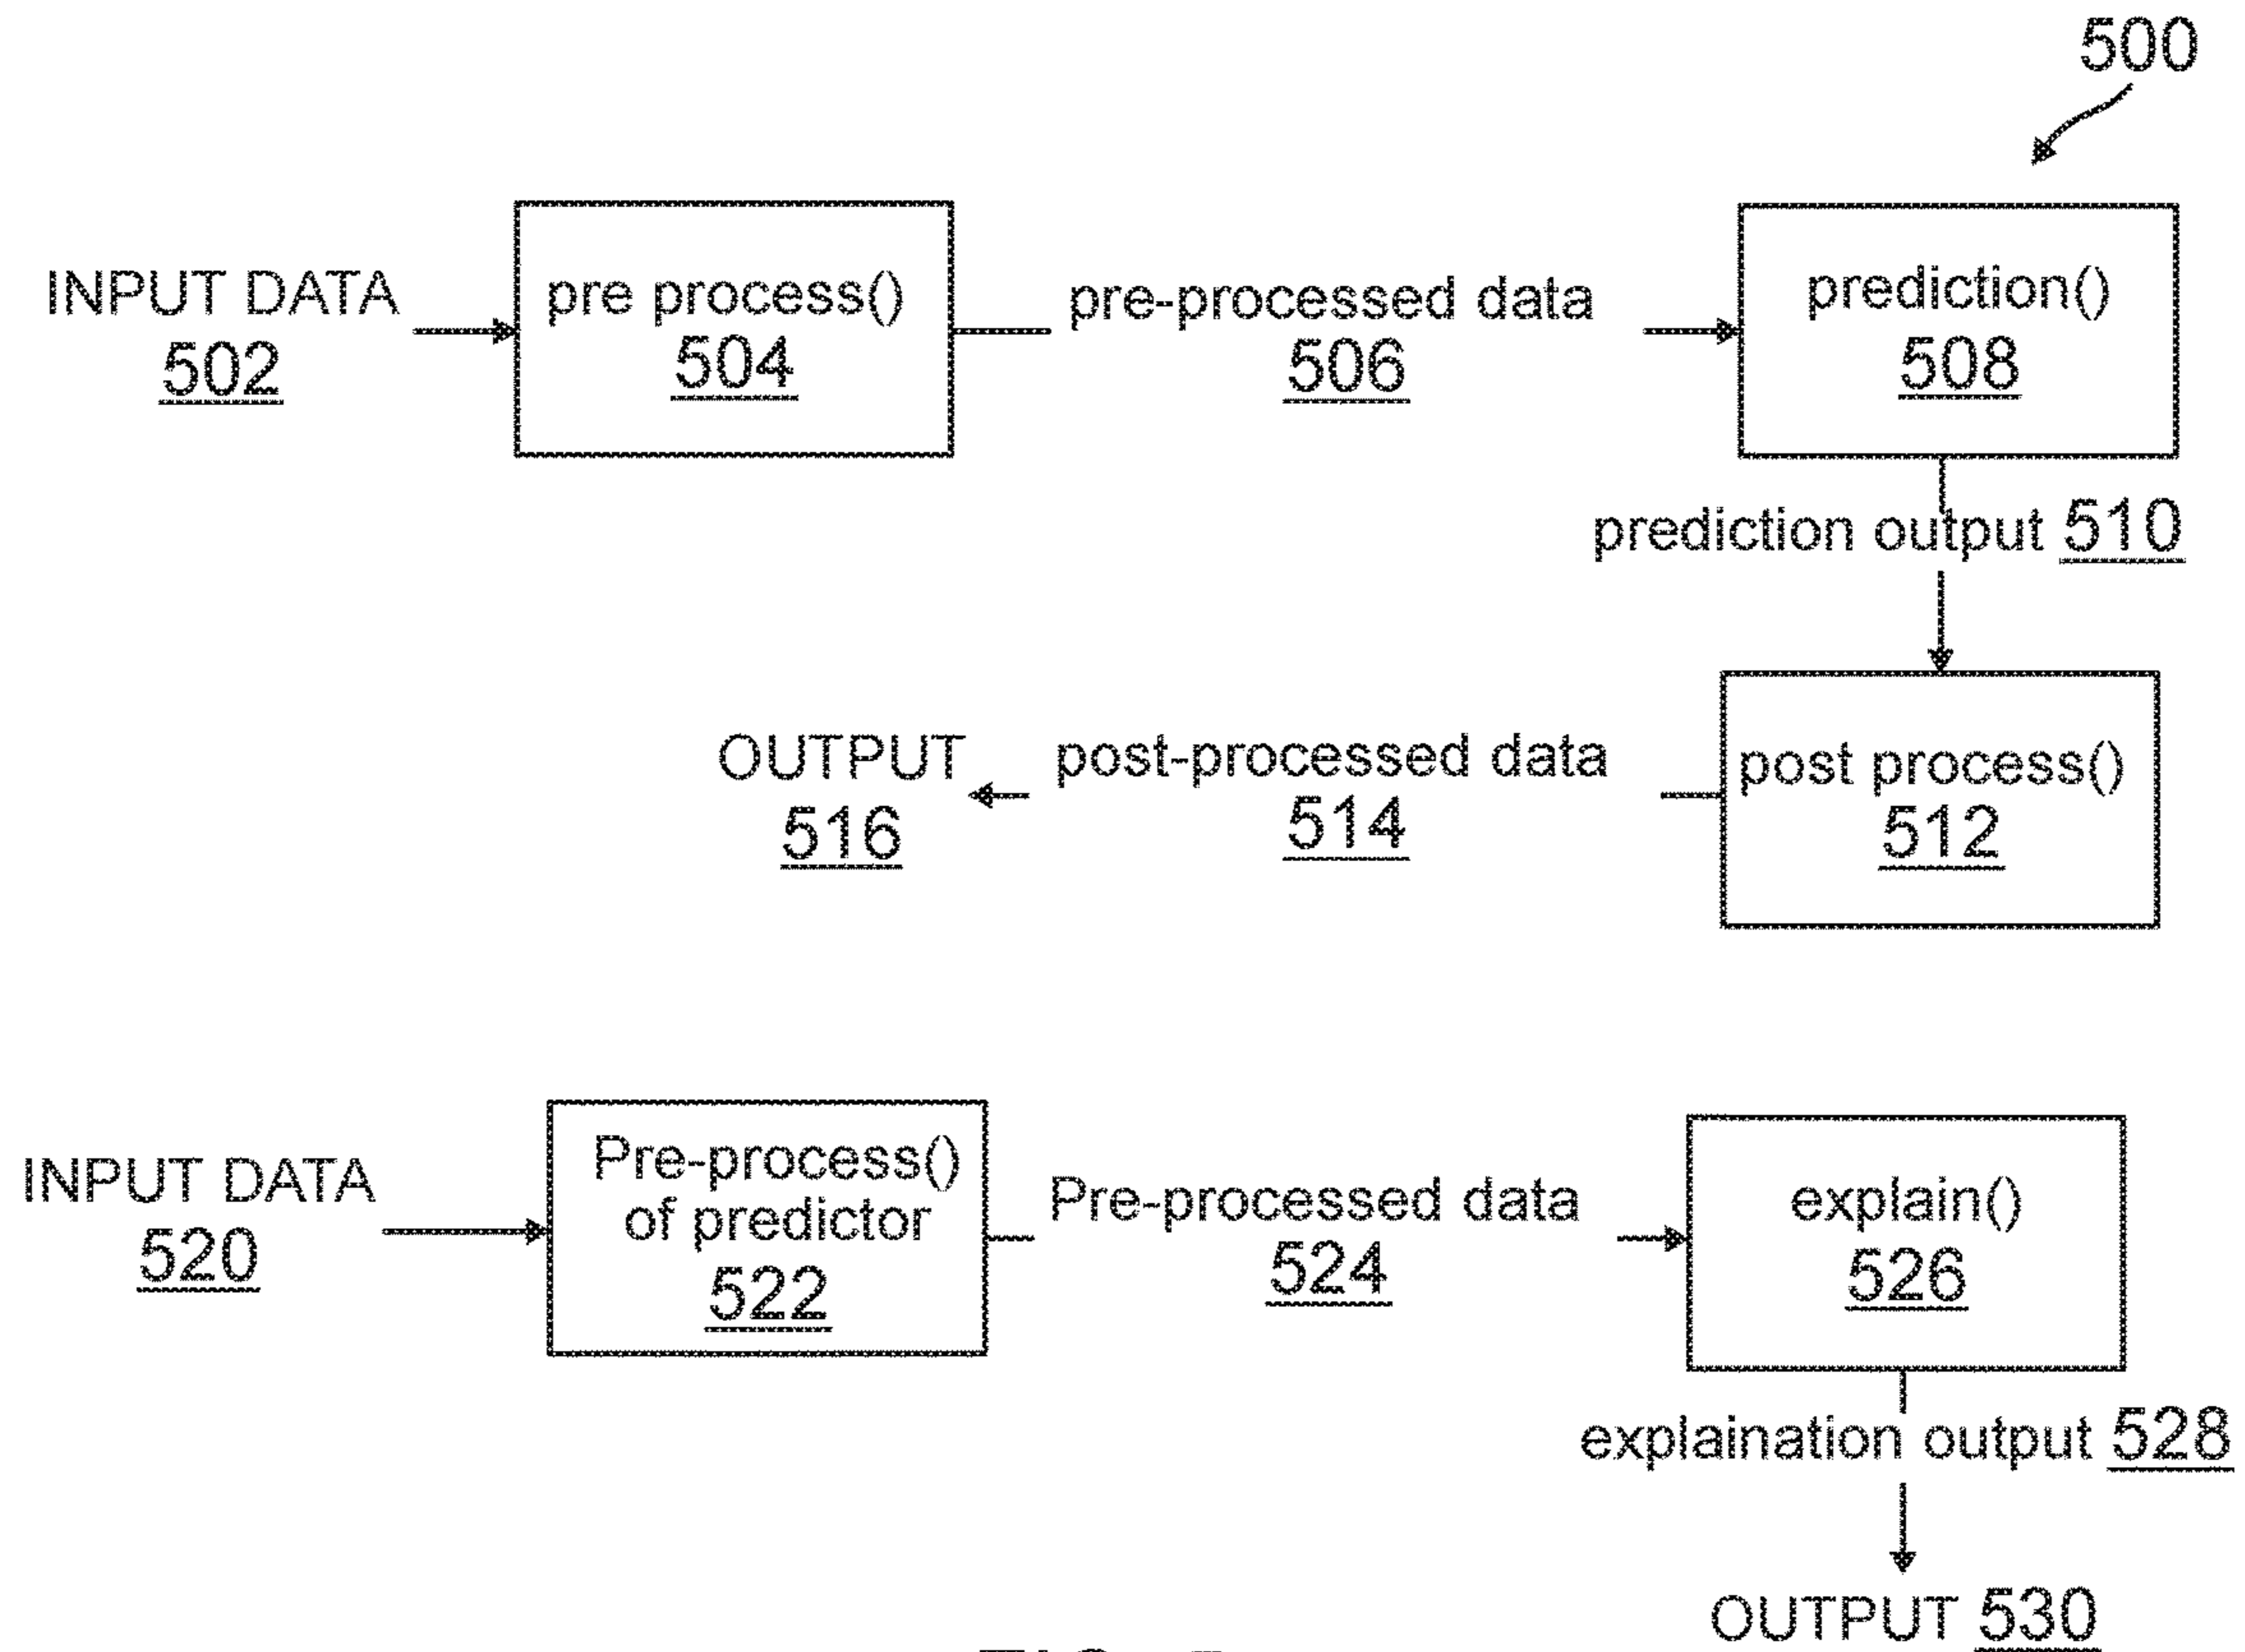 500
INPUT DATA
502
pre process()
504
pre-processed data
506
prediction()
508
prediction output 510
post process()
512
post-processed data
514
OUTPUT
516
INPUT DATA
520
Pre-process()
of predictor
522
Pre-processed data
524
explain()
526
explaination output 528
OUTPUT 530